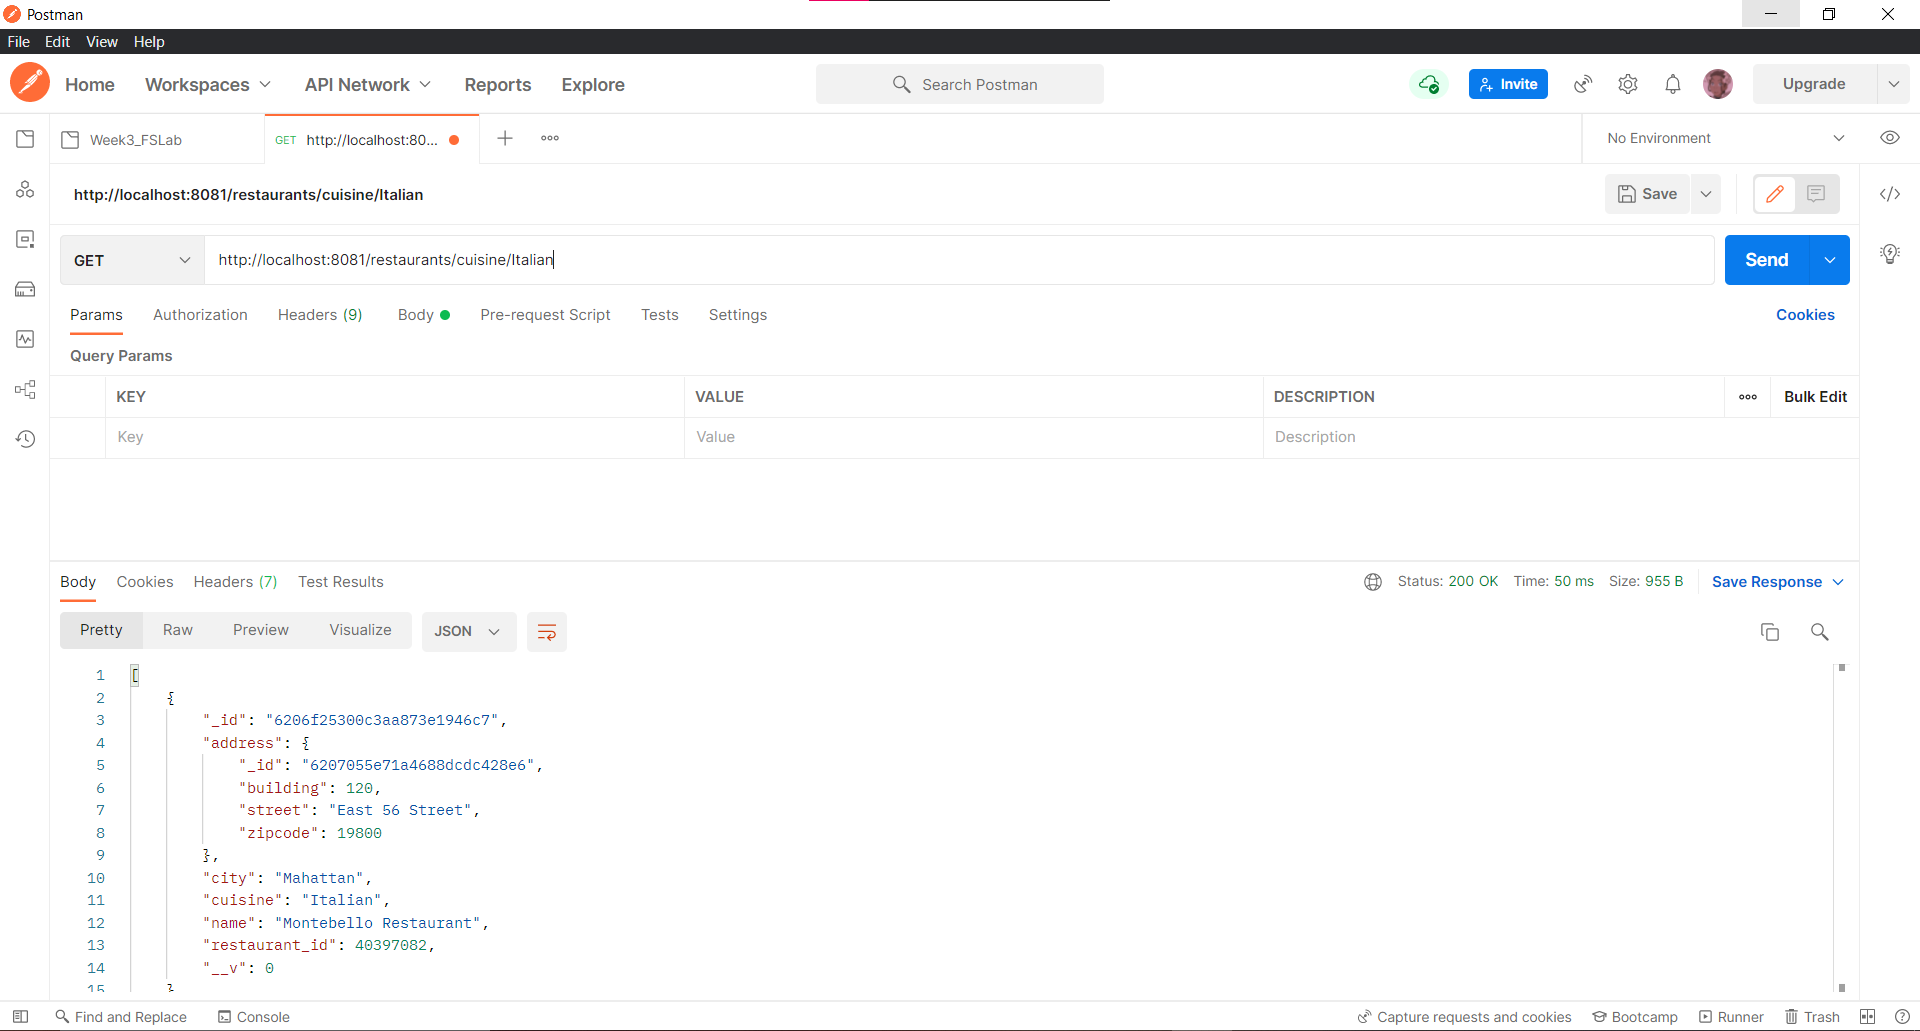 Postman
File Edit View Help
Home Workspaces API Network Reports Explore Search Postman Invite Upgrade
Week3_FSLab GET http://localhost:80... No Environment
http://localhost:8081/restaurants/cuisine/Italian Save
GET http://localhost:8081/restaurants/cuisine/Italian Send
Params Authorization Headers (9) Body Pre-request Script Tests Settings Cookies
Query Params
KEY VALUE DESCRIPTION Bulk Edit
Key Value Description
Body Cookies Headers (7) Test Results Status: 200 OK Time: 50 ms Size: 955 B Save Response
Pretty Raw Preview Visualize JSON
1 [
2 {
3 "_id": "6206f25300c3aa873e1946c7",
4 "address": {
5 "_id": "6207055e71a4688dcdc428e6",
6 "building": 120,
7 "street": "East 56 Street",
8 "zipcode": 19800
9 },
10 "city": "Mahattan",
11 "cuisine": "Italian",
12 "name": "Montebello Restaurant",
13 "restaurant_id": 40397082,
14 "__v": 0
15 }
Find and Replace Console Capture requests and cookies Bootcamp Runner Trash